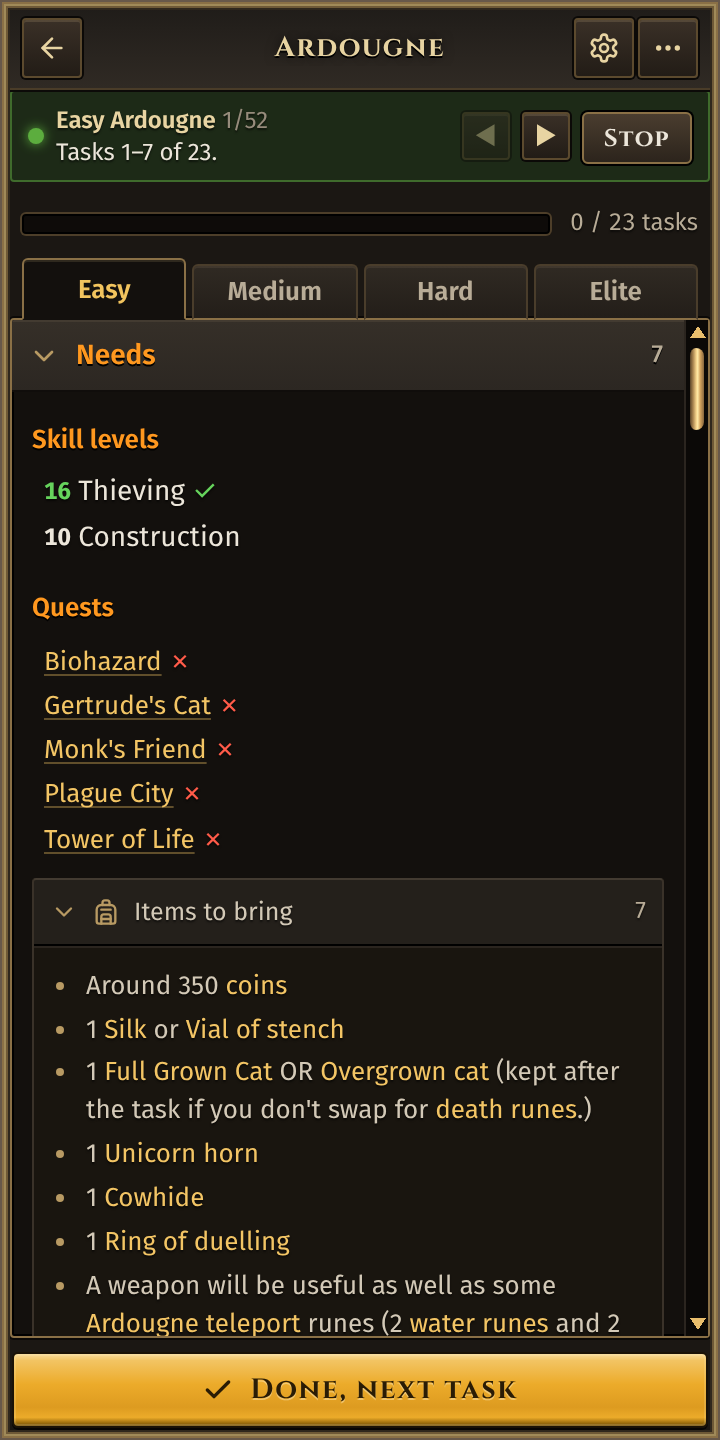 Ardougne
Easy Ardougne 1/52
Tasks 1–7 of 23.
Stop
0 / 23 tasks
Easy
Medium
Hard
Elite
Needs
7
Skill levels
16 Thieving
10 Construction
Quests
Biohazard
Gertrude's Cat
Monk's Friend
Plague City
Tower of Life
Items to bring
7
Around 350 coins
1 Silk or Vial of stench
1 Full Grown Cat OR Overgrown cat (kept after
the task if you don't swap for death runes.)
1 Unicorn horn
1 Cowhide
1 Ring of duelling
A weapon will be useful as well as some
Ardougne teleport runes (2 water runes and 2
Done, next task